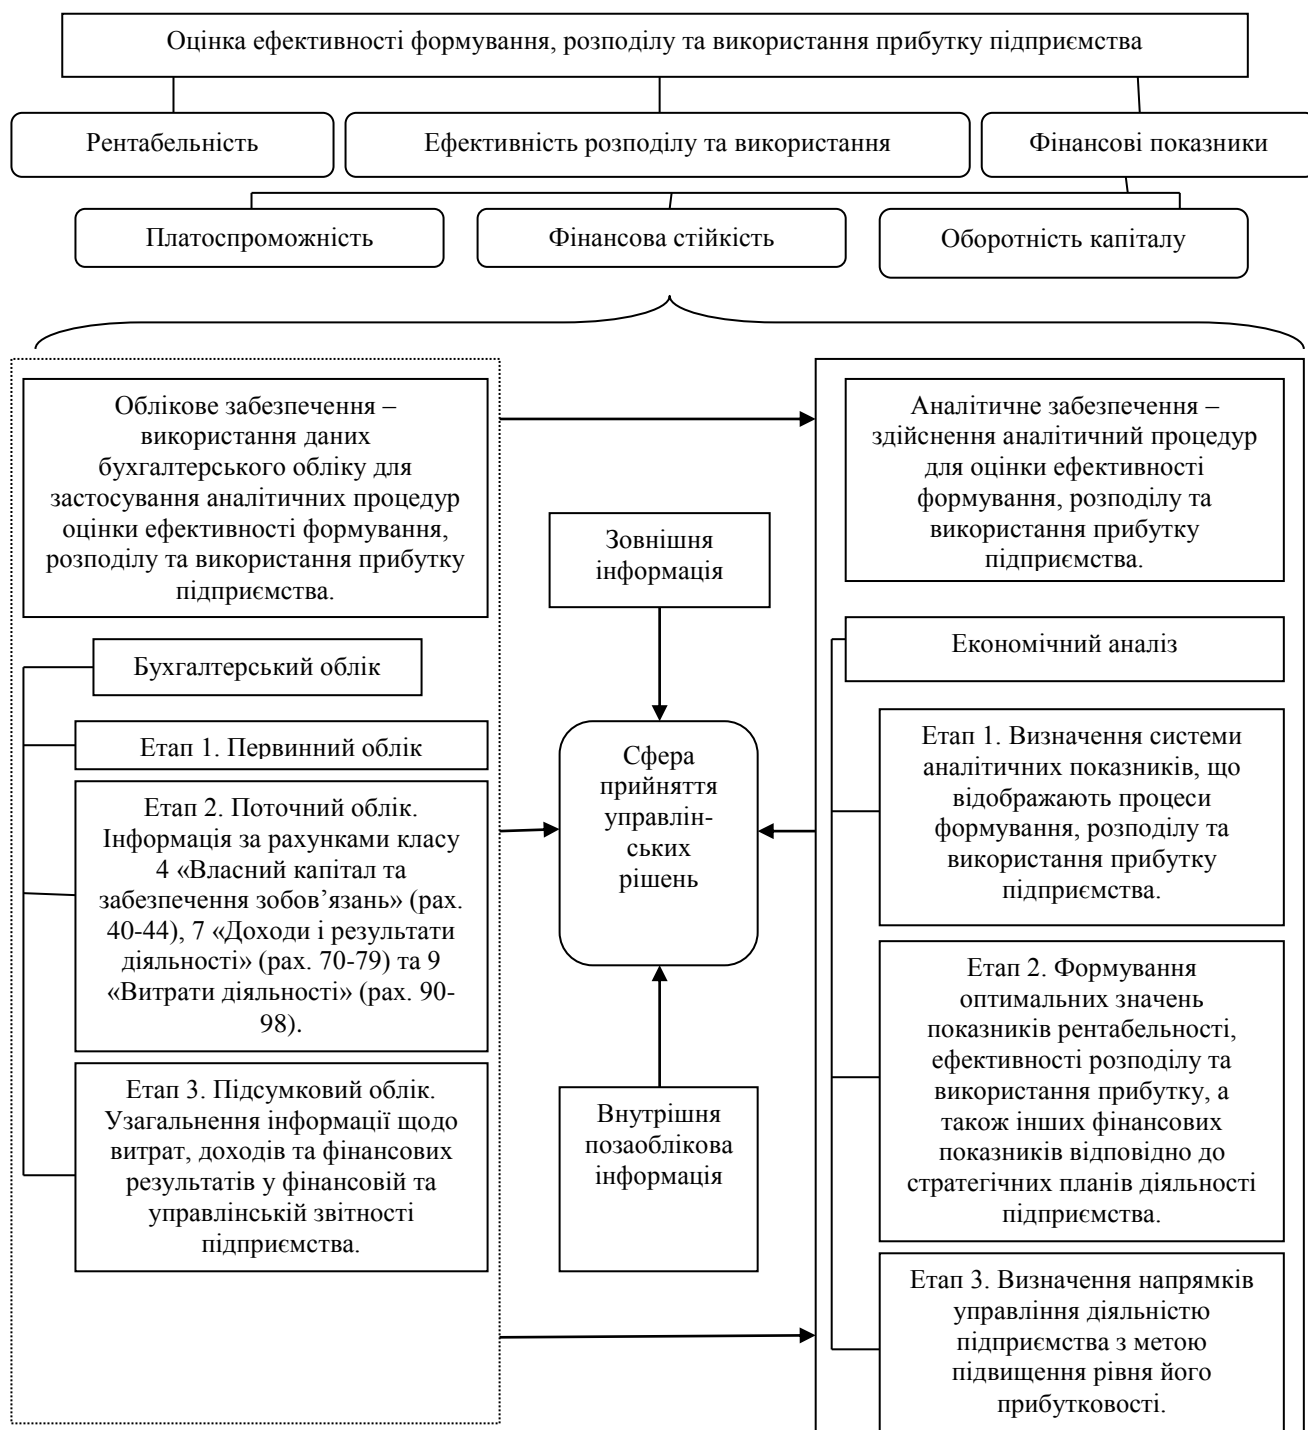 Оцінка ефективності формування, розподілу та використання прибутку підприємства
Рентабельність
Ефективність розподілу та використання
Фінансові показники
Платоспроможність
Фінансова стійкість
Оборотність капіталу
Облікове забезпечення –
використання даних
бухгалтерського обліку для
застосування аналітичних процедур
оцінки ефективності формування,
розподілу та використання прибутку
підприємства.
Бухгалтерський облік
Етап 1. Первинний облік
Етап 2. Поточний облік.
Інформація за рахунками класу
4 «Власний капітал та
забезпечення зобов’язань» (рах.
40-44), 7 «Доходи і результати
діяльності» (рах. 70-79) та 9
«Витрати діяльності» (рах. 90-
98).
Етап 3. Підсумковий облік.
Узагальнення інформації щодо
витрат, доходів та фінансових
результатів у фінансовій та
управлінській звітності
підприємства.
Зовнішня
інформація
Сфера
прийняття
управлін-
ських
рішень
Внутрішня
позаоблікова
інформація
Аналітичне забезпечення –
здійснення аналітичний процедур
для оцінки ефективності
формування, розподілу та
використання прибутку
підприємства.
Економічний аналіз
Етап 1. Визначення системи
аналітичних показників, що
відображають процеси
формування, розподілу та
використання прибутку
підприємства.
Етап 2. Формування
оптимальних значень
показників рентабельності,
ефективності розподілу та
використання прибутку, а
також інших фінансових
показників відповідно до
стратегічних планів діяльності
підприємства.
Етап 3. Визначення напрямків
управління діяльністю
підприємства з метою
підвищення рівня його
прибутковості.